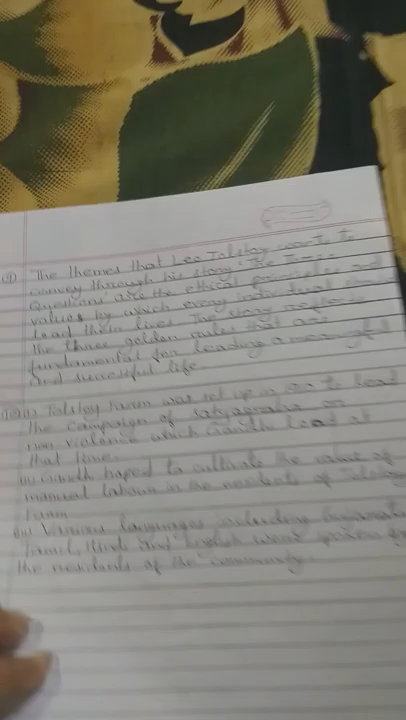 The themes that Leo Tolstoy wants to
convey through his story 'The Three
Questions' are the ethical principles and
values by which every individual should
lead their lives. The story reflects
the three golden rules that are
fundamental for leading a meaningful
and successful life.
Tolstoy Farm was set up in to lead
the campaign of satyagraha or
non violence which Gandhi lead at
that time.
Gandhi hoped to cultivate the value of
manual labour in the residents of Tolstoy
Farm
Various languages including Gujarati
Tamil, Hindi and English were spoken by
the residents of the community.